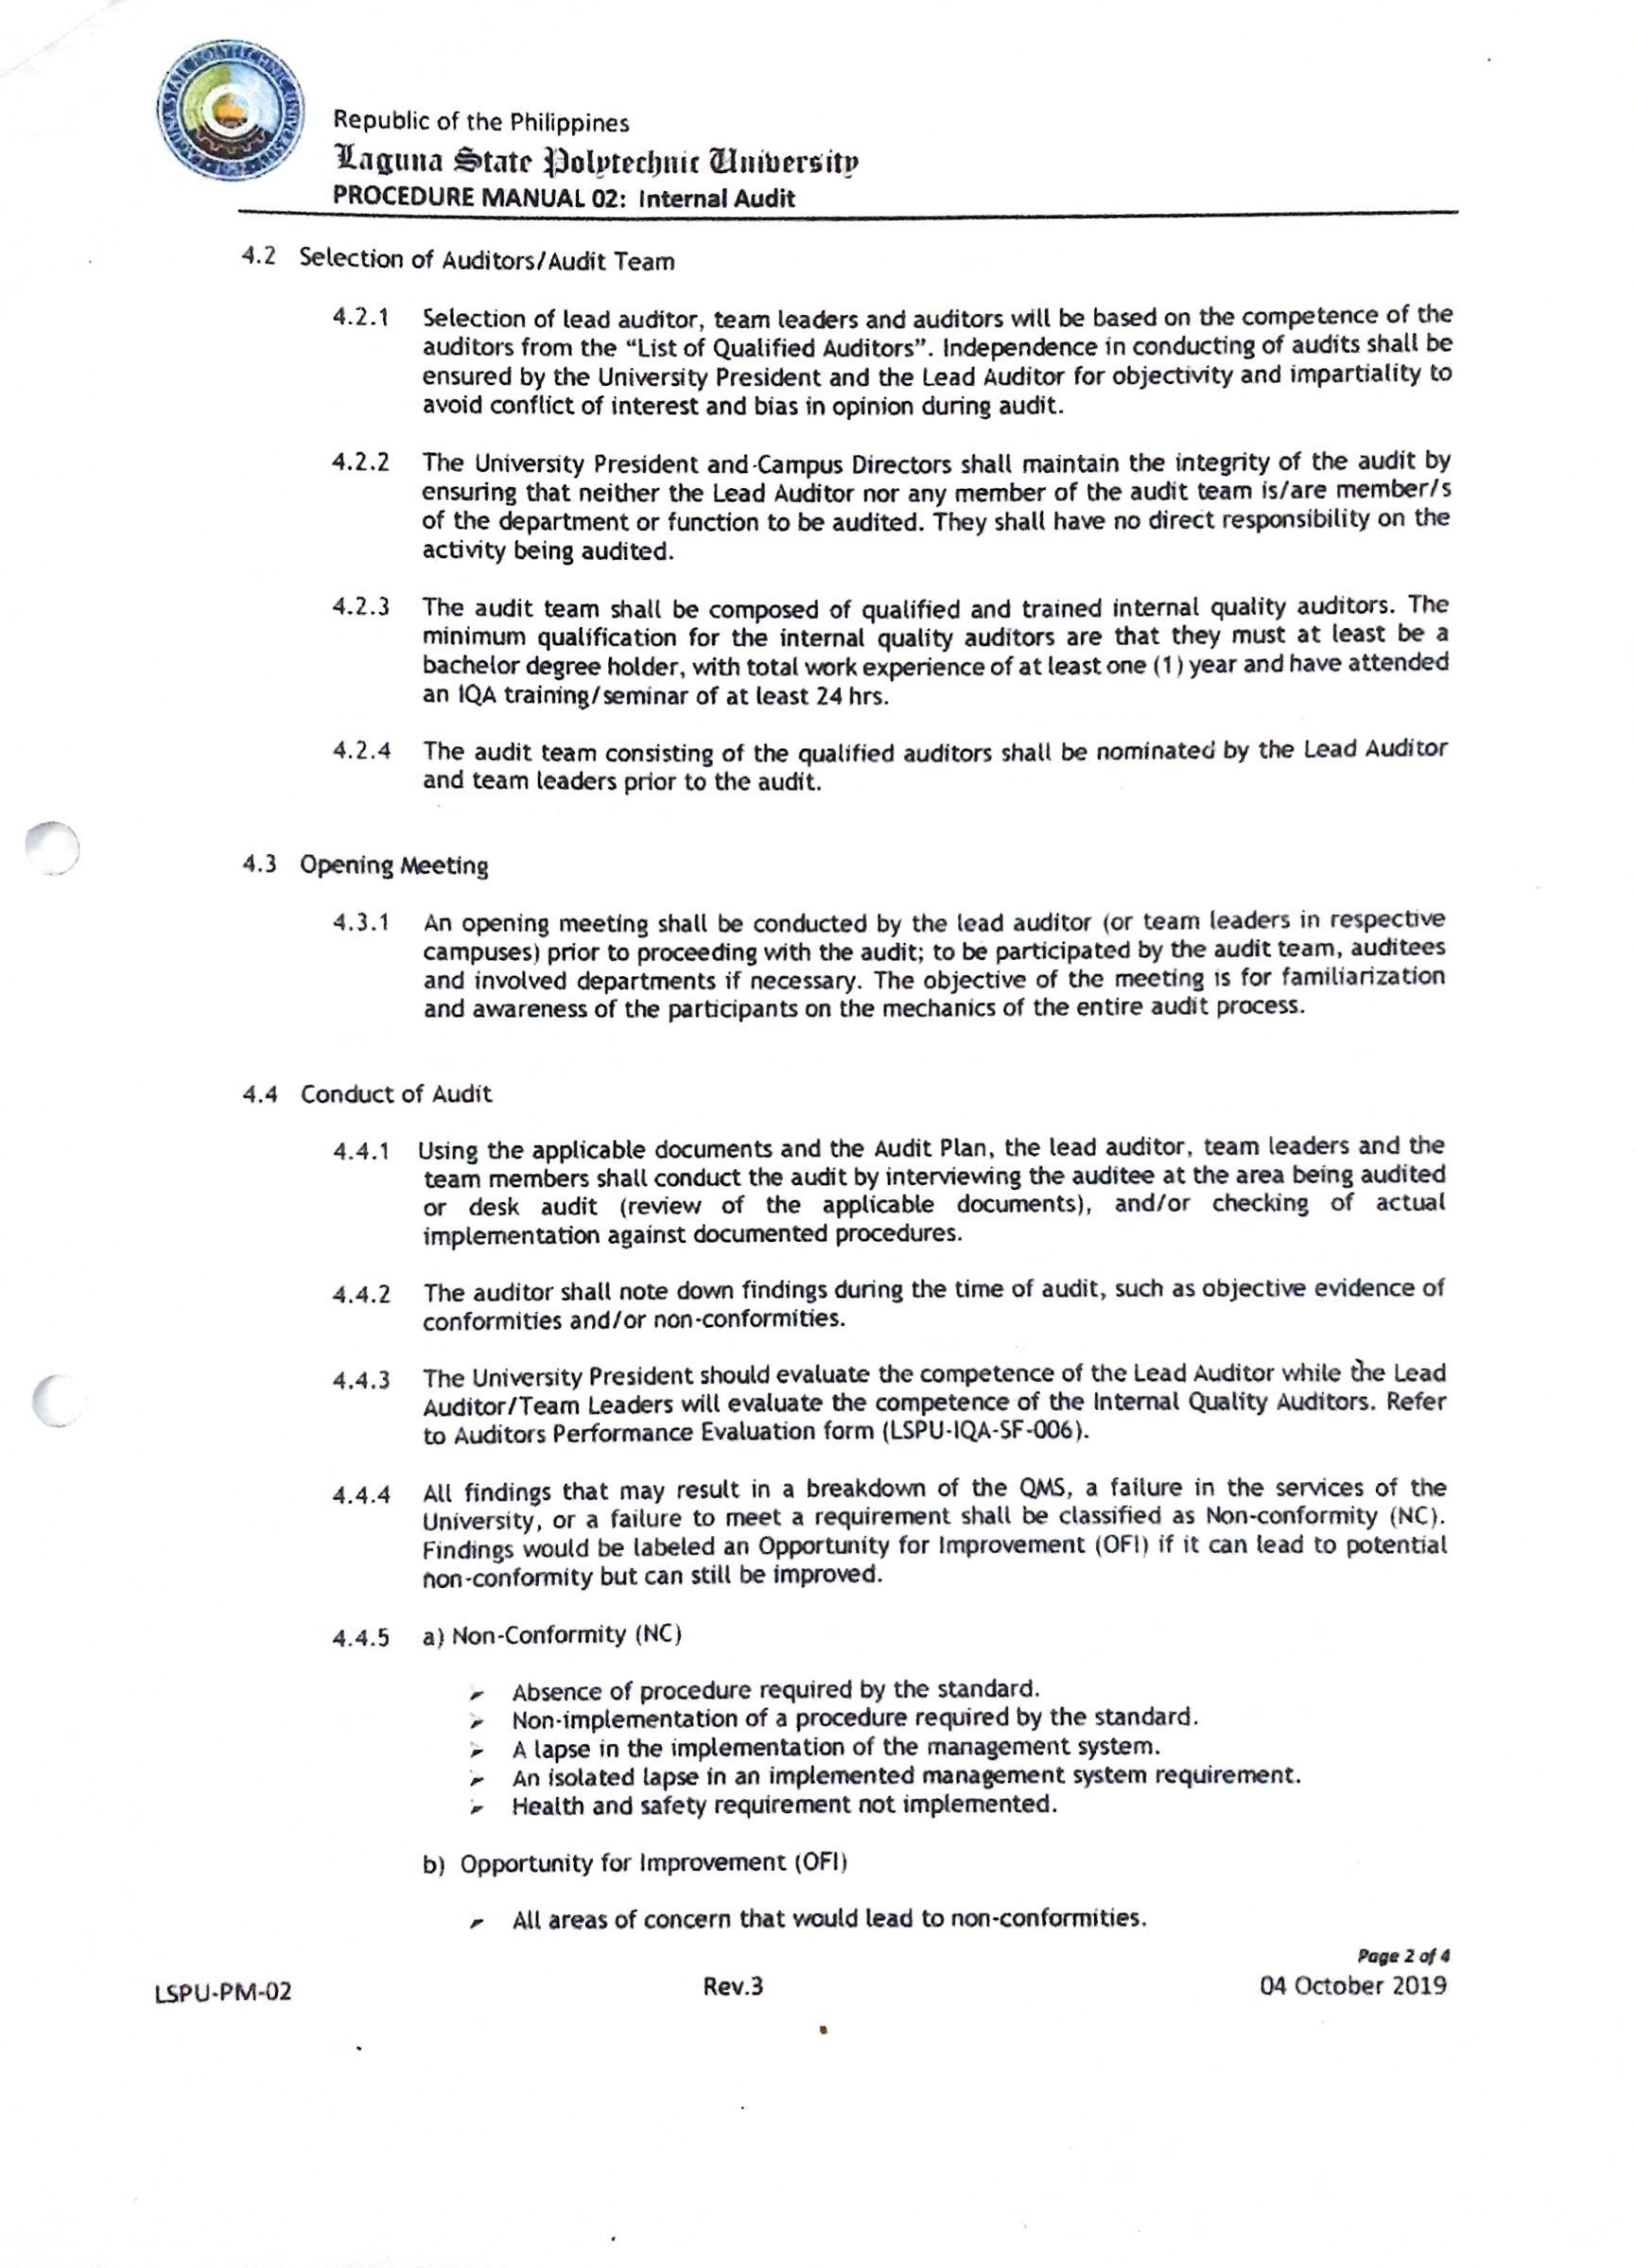 LAGUNA STATE POLYTECHNIC UNIVERSITY
Republic of the Philippines
Laguna State Polytechnic University
PROCEDURE MANUAL 02: Internal Audit
4.2 Selection of Auditors/Audit Team
4.2.1 Selection of lead auditor, team leaders and auditors will be based on the competence of the
auditors from the “List of Qualified Auditors”. Independence in conducting of audits shall be
ensured by the University President and the Lead Auditor for objectivity and impartiality to
avoid conflict of interest and bias in opinion during audit.
4.2.2 The University President and Campus Directors shall maintain the integrity of the audit by
ensuring that neither the Lead Auditor nor any member of the audit team is/are member/s
of the department or function to be audited. They shall have no direct responsibility on the
activity being audited.
4.2.3 The audit team shall be composed of qualified and trained internal quality auditors. The
minimum qualification for the internal quality auditors are that they must at least be a
bachelor degree holder, with total work experience of at least one (1) year and have attended
an IQA training/seminar of at least 24 hrs.
4.2.4 The audit team consisting of the qualified auditors shall be nominated by the Lead Auditor
and team leaders prior to the audit.
4.3 Opening Meeting
4.3.1 An opening meeting shall be conducted by the lead auditor (or team leaders in respective
campuses) prior to proceeding with the audit; to be participated by the audit team, auditees
and involved departments if necessary. The objective of the meeting is for familiarization
and awareness of the participants on the mechanics of the entire audit process.
4.4 Conduct of Audit
4.4.1 Using the applicable documents and the Audit Plan, the lead auditor, team leaders and the
team members shall conduct the audit by interviewing the auditee at the area being audited
or desk audit (review of the applicable documents), and/or checking of actual
implementation against documented procedures.
4.4.2 The auditor shall note down findings during the time of audit, such as objective evidence of
conformities and/or non-conformities.
4.4.3 The University President should evaluate the competence of the Lead Auditor while the Lead
Auditor/Team Leaders will evaluate the competence of the Internal Quality Auditors. Refer
to Auditors Performance Evaluation form (LSPU-IQA-SF-006).
4.4.4 All findings that may result in a breakdown of the QMS, a failure in the services of the
University, or a failure to meet a requirement shall be classified as Non-conformity (NC).
Findings would be labeled an Opportunity for Improvement (OFI) if it can lead to potential
non-conformity but can still be improved.
4.4.5 a) Non-Conformity (NC)
➢ Absence of procedure required by the standard.
➢ Non-implementation of a procedure required by the standard.
➢ A lapse in the implementation of the management system.
➢ An isolated lapse in an implemented management system requirement.
➢ Health and safety requirement not implemented.
b) Opportunity for Improvement (OFI)
➢ All areas of concern that would lead to non-conformities.
Page 2 of 4
LSPU-PM-02 Rev.3 04 October 2019